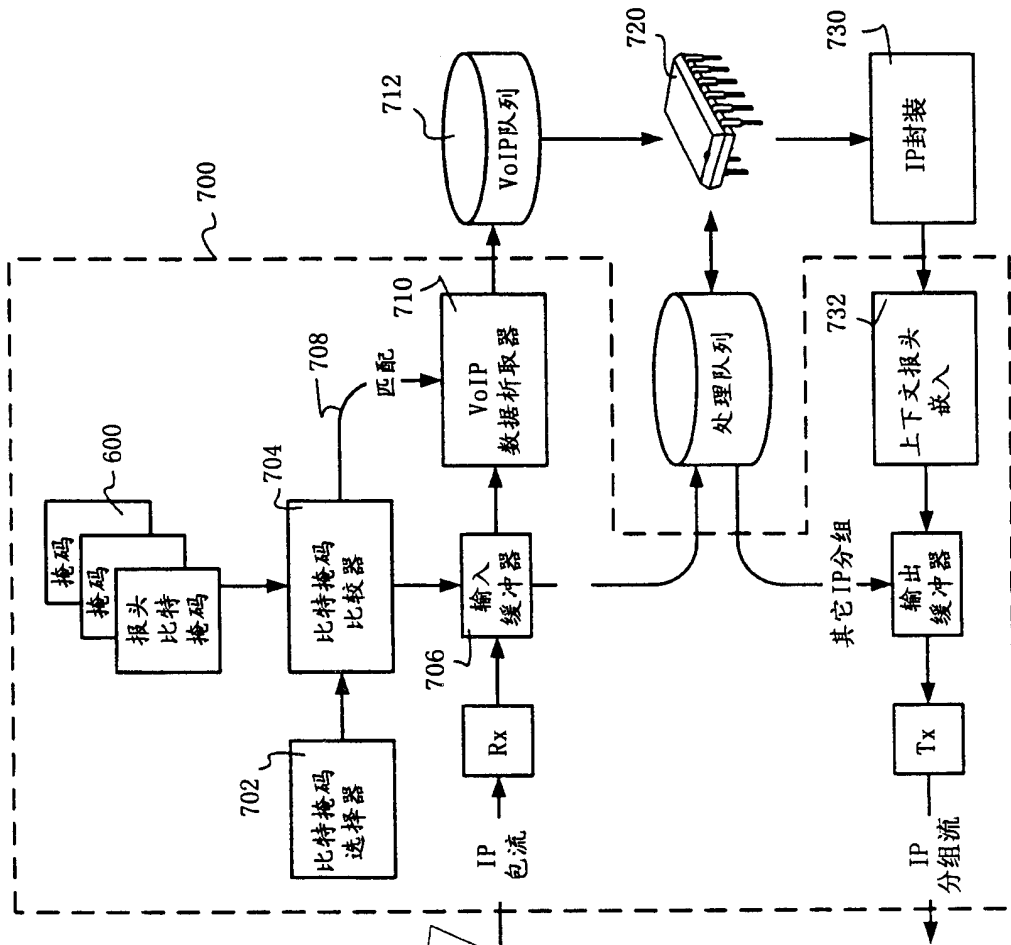 700
掩码
600
掩码
报头
比特
掩码
702
比特掩码
选择器
704
比特掩码
比较器
708
匹配
710
VoIP
数据析取器
712
VoIP队列
IP
包流
Rx
706
输入
缓冲器
处理队列
720
730
IP封装
732
上下文报头
嵌入
其它IP分组
输出
缓冲器
Tx
IP
分组流